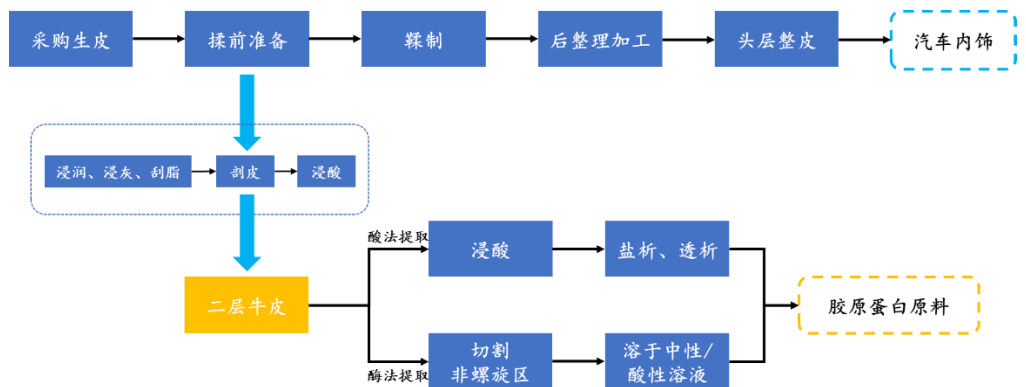 采购生皮
揉前准备
鞣制
后整理加工
头层整皮
汽车内饰
浸润、浸灰、刮脂
剖皮
浸酸
酸法提取
浸酸
盐析、透析
二层牛皮
胶原蛋白原料
酶法提取
切割
非螺旋区
溶于中性/
酸性溶液